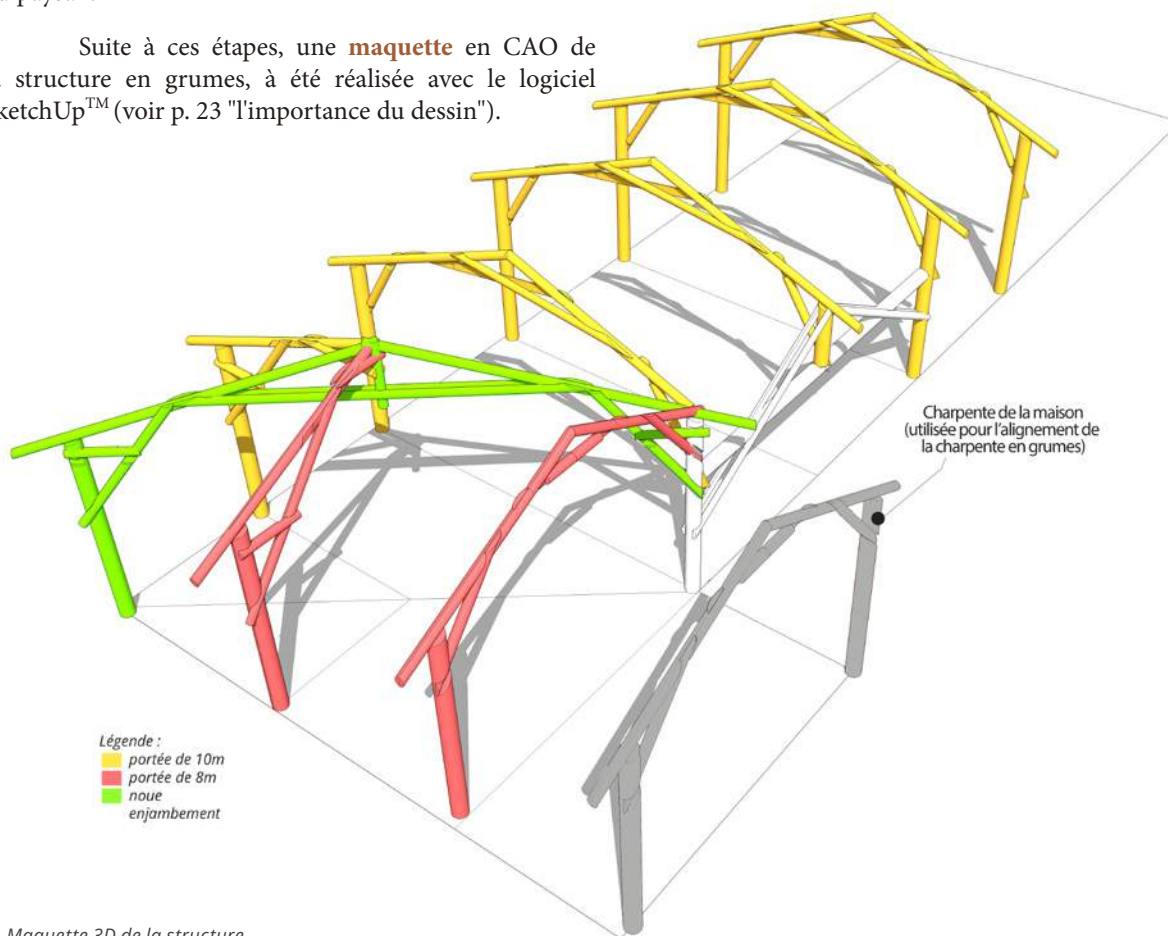 Suite à ces étapes, une maquette en CAO de
structure en grumes, à été réalisée avec le logiciel
ketchUp™ (voir p. 23 "l'importance du dessin").
Charpente de la maison
(utilisée pour l'alignement de
la charpente en grumes)
Légende :
portée de 10m
portée de 8m
noue
enjambement
Maquette 3D de la structure